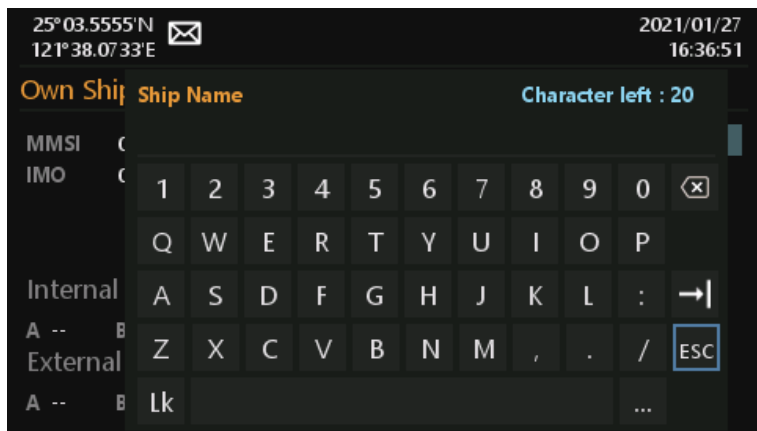 25° 03.5555'N
121° 38.0733'E
2021/01/27
16:36:51
Own Ship
Ship Name
Character left : 20
MMSI
IMO
1 2 3 4 5 6 7 8 9 0
Q W E R T Y U I O P
A S D F G H J K L :
Z X C V B N M , . / ESC
Lk ...
Internal
A -- B
External
A -- B